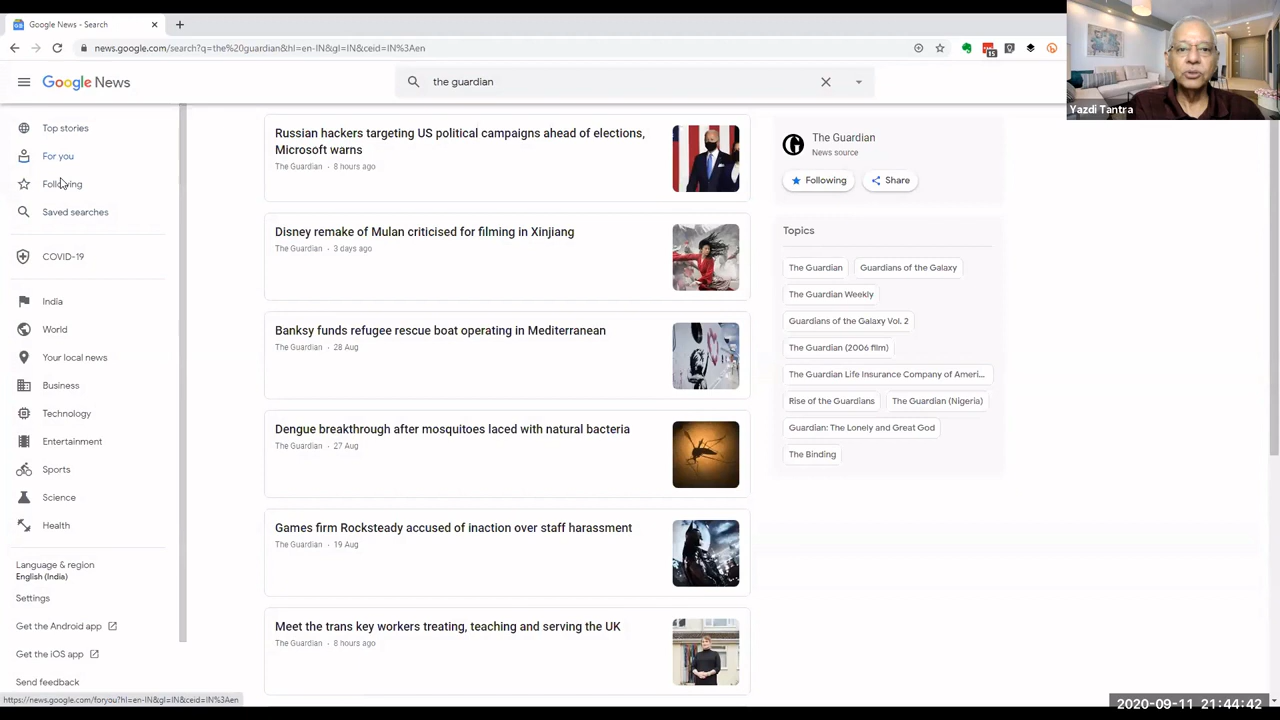 Google News - Search
news.google.com/search?q=the%20guardian&hl=en-IN&gl=IN&ceid=IN%3Aen
15
Yazdi Tantra
Google News
the guardian
Top stories
For you
Following
Saved searches
COVID-19
India
World
Your local news
Business
Technology
Entertainment
Sports
Science
Health
Language & region
English (India)
Settings
Get the Android app
Get the iOS app
Send feedback
Russian hackers targeting US political campaigns ahead of elections,
Microsoft warns
The Guardian · 8 hours ago
Disney remake of Mulan criticised for filming in Xinjiang
The Guardian · 3 days ago
Banksy funds refugee rescue boat operating in Mediterranean
The Guardian · 28 Aug
Dengue breakthrough after mosquitoes laced with natural bacteria
The Guardian · 27 Aug
Games firm Rocksteady accused of inaction over staff harassment
The Guardian · 19 Aug
Meet the trans key workers treating, teaching and serving the UK
The Guardian · 8 hours ago
The Guardian
News source
Following
Share
Topics
The Guardian
Guardians of the Galaxy
The Guardian Weekly
Guardians of the Galaxy Vol. 2
The Guardian (2006 film)
The Guardian Life Insurance Company of Ameri...
Rise of the Guardians
The Guardian (Nigeria)
Guardian: The Lonely and Great God
The Binding
https://news.google.com/foryou?hl=en-IN&gl=IN&ceid=IN%3Aen
2020-09-11 21:44:42